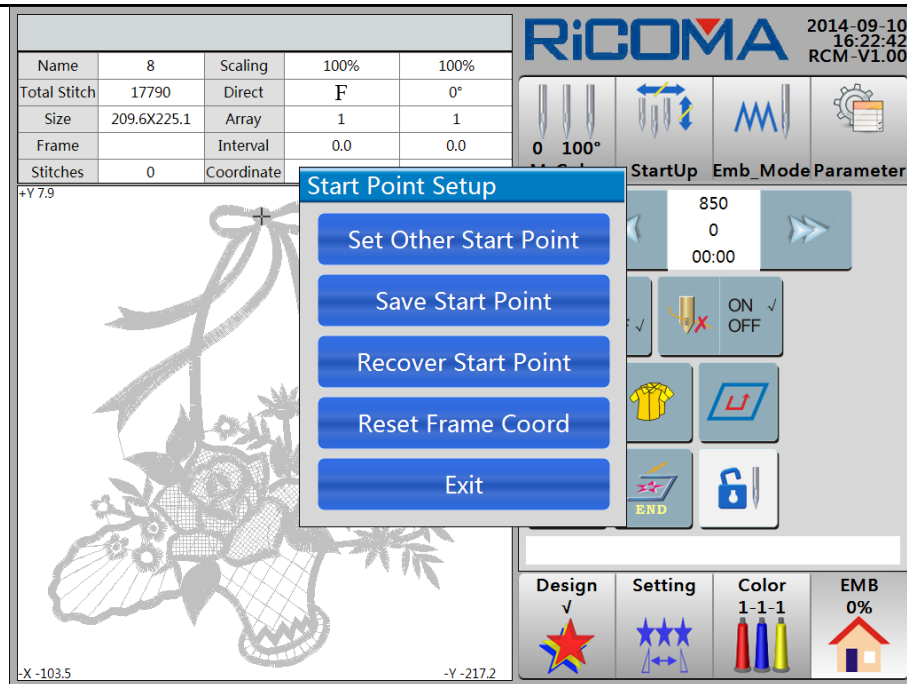 RiCOMA
2014-09-10
16:22:42
RCM-V1.00
Name 8 Scaling 100% 100%
Total Stitch 17790 Direct F 0°
Size 209.6X225.1 Array 1 1
Frame Interval 0.0 0.0
Stitches 0 Coordinate
0 100°
StartUp Emb_Mode Parameter
+Y 7.9
Start Point Setup
Set Other Start Point
Save Start Point
Recover Start Point
Reset Frame Coord
Exit
850
0
00:00
ON √
OFF
END
Design Setting Color EMB
√ 1-1-1 0%
-X -103.5 -Y -217.2